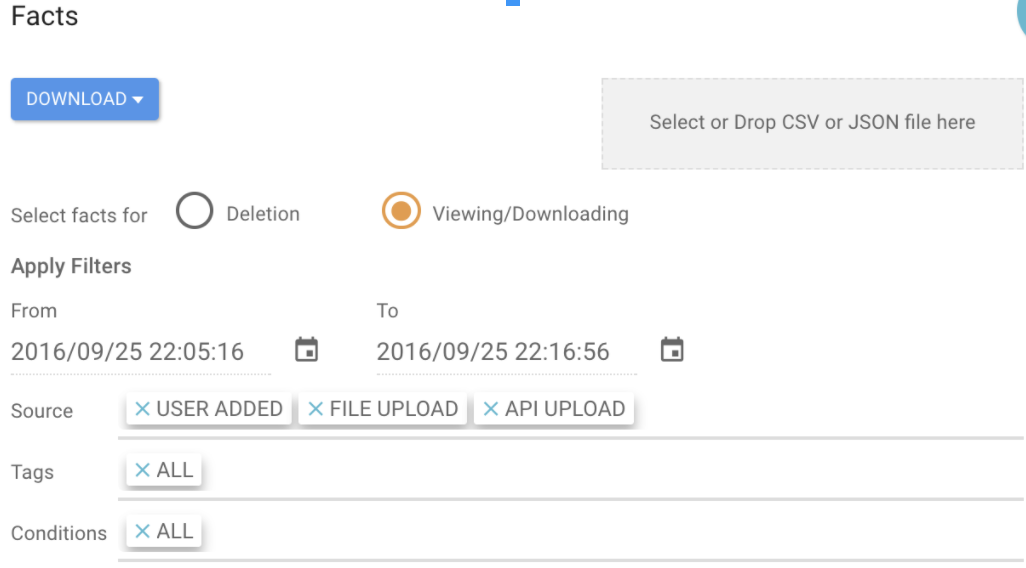 Facts
DOWNLOAD
Select or Drop CSV or JSON file here
Select facts for Deletion Viewing/Downloading
Apply Filters
From To
2016/09/25 22:05:16 2016/09/25 22:16:56
Source USER ADDED FILE UPLOAD API UPLOAD
Tags ALL
Conditions ALL